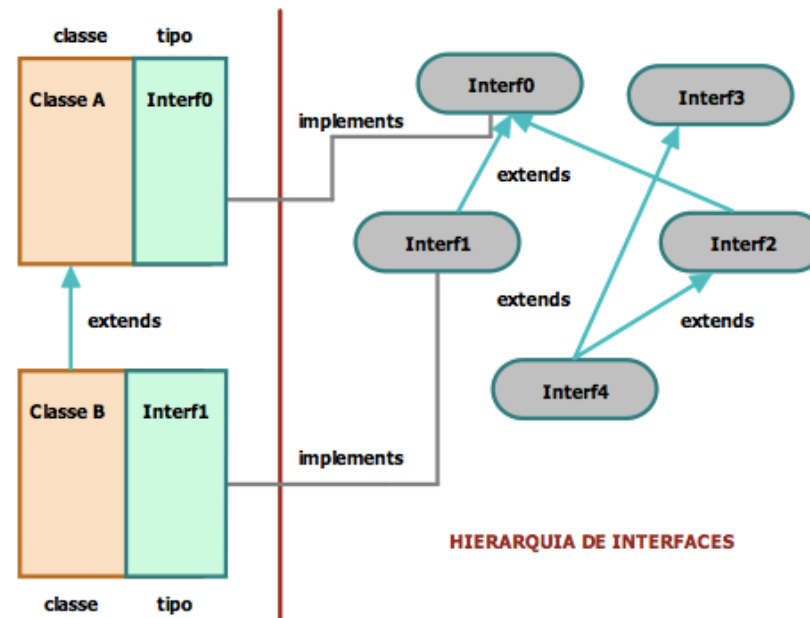 classe tipo
Classe A Interf0
implements
extends
Classe B Interf1
implements
classe tipo
Interf0
Interf3
extends
Interf1
Interf2
extends
extends
Interf4
HIERARQUIA DE INTERFACES